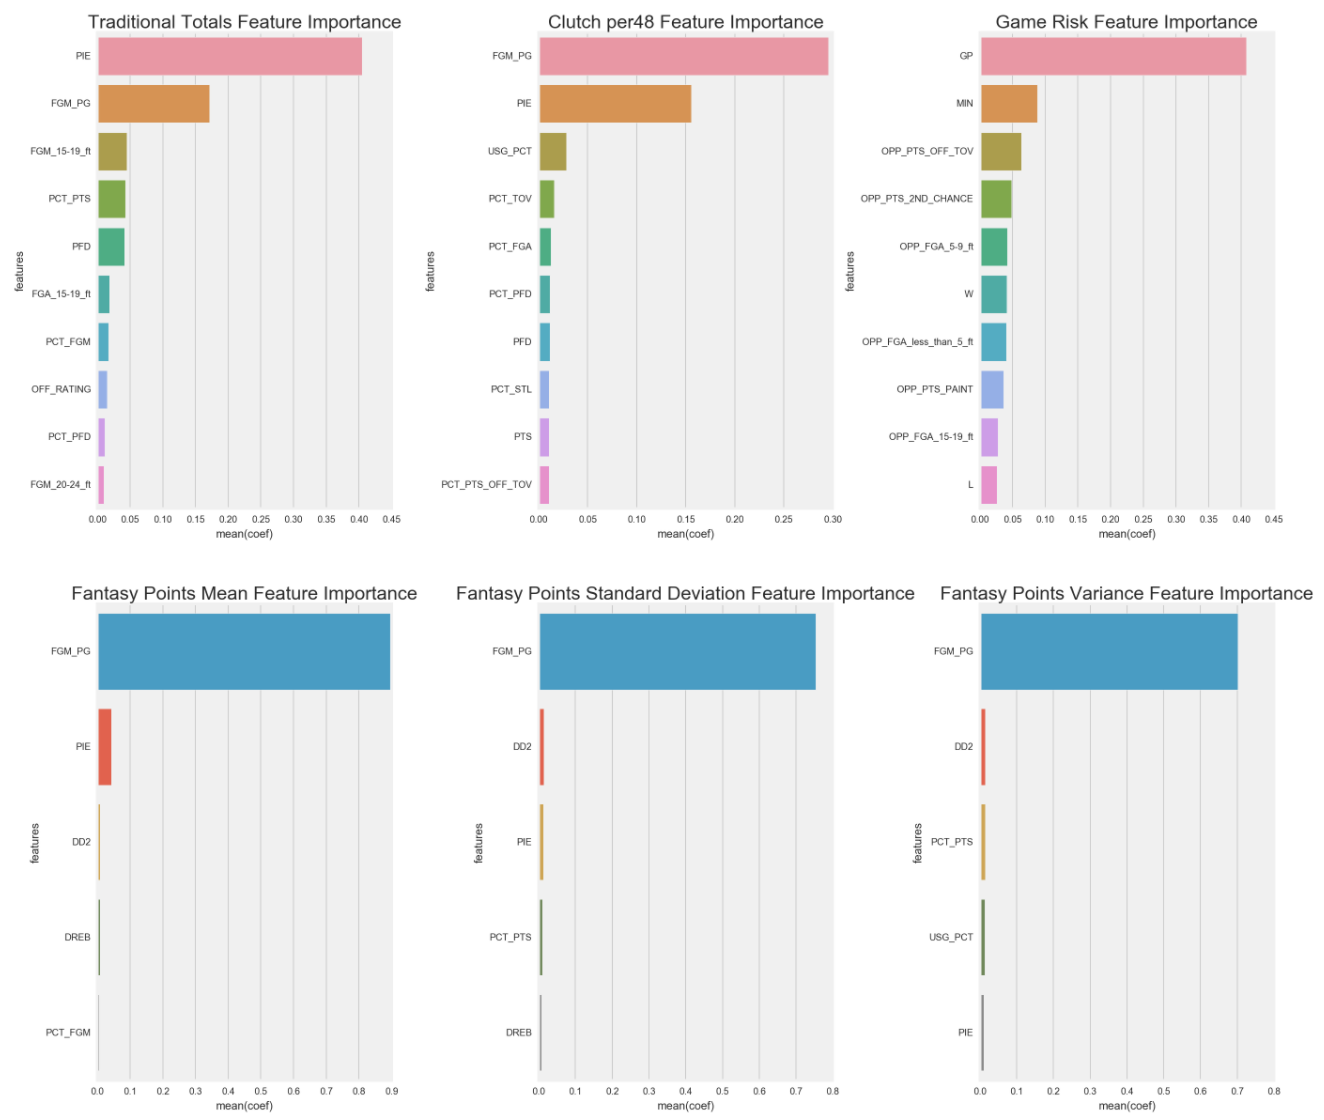 Traditional Totals Feature Importance
features
PIE
FGM_PG
FGM_15-19_ft
PCT_PTS
PFD
FGA_15-19_ft
PCT_FGM
OFF_RATING
PCT_PFD
FGM_20-24_ft
0.00 0.05 0.10 0.15 0.20 0.25 0.30 0.35 0.40 0.45
mean(coef)
Clutch per48 Feature Importance
features
FGM_PG
PIE
USG_PCT
PCT_TOV
PCT_FGA
PCT_PFD
PFD
PCT_STL
PTS
PCT_PTS_OFF_TOV
0.00 0.05 0.10 0.15 0.20 0.25 0.30
mean(coef)
Game Risk Feature Importance
features
GP
MIN
OPP_PTS_OFF_TOV
OPP_PTS_2ND_CHANCE
OPP_FGA_5-9_ft
W
OPP_FGA_less_than_5_ft
OPP_PTS_PAINT
OPP_FGA_15-19_ft
L
0.00 0.05 0.10 0.15 0.20 0.25 0.30 0.35 0.40 0.45
mean(coef)
Fantasy Points Mean Feature Importance
features
FGM_PG
PIE
DD2
DREB
PCT_FGM
0.0 0.1 0.2 0.3 0.4 0.5 0.6 0.7 0.8 0.9
mean(coef)
Fantasy Points Standard Deviation Feature Importance
features
FGM_PG
DD2
PIE
PCT_PTS
DREB
0.0 0.1 0.2 0.3 0.4 0.5 0.6 0.7 0.8
mean(coef)
Fantasy Points Variance Feature Importance
features
FGM_PG
DD2
PCT_PTS
USG_PCT
PIE
0.0 0.1 0.2 0.3 0.4 0.5 0.6 0.7 0.8
mean(coef)